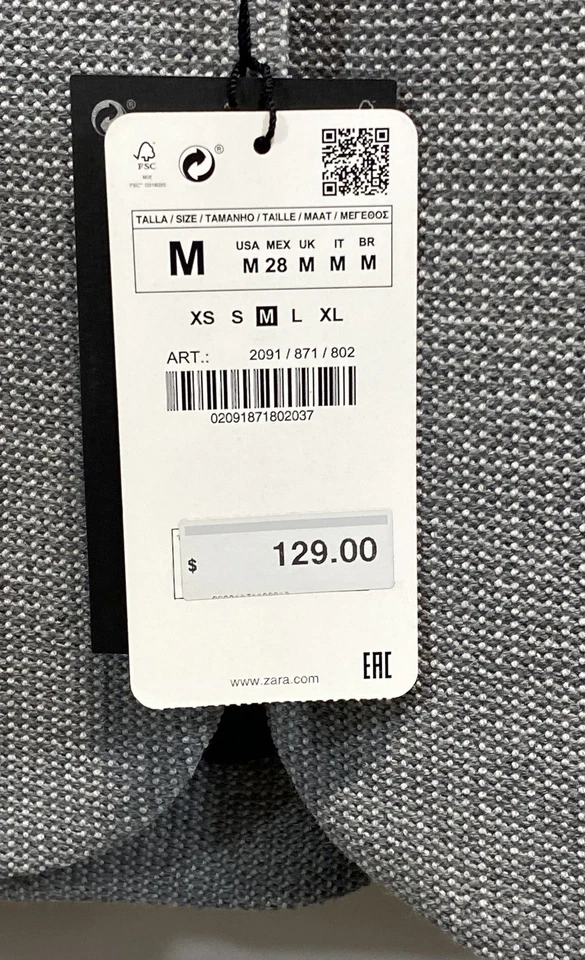 FSC
®
TALLA / SIZE / TAMANHO / TAILLE / MAAT / ΜΕΓΕΘΟΣ
M
USA MEX UK IT BR
M 28 M M M
XS S M L XL
ART.: 2091 / 871 / 802
02091871802037
$ 129.00
www.zara.com
EAC